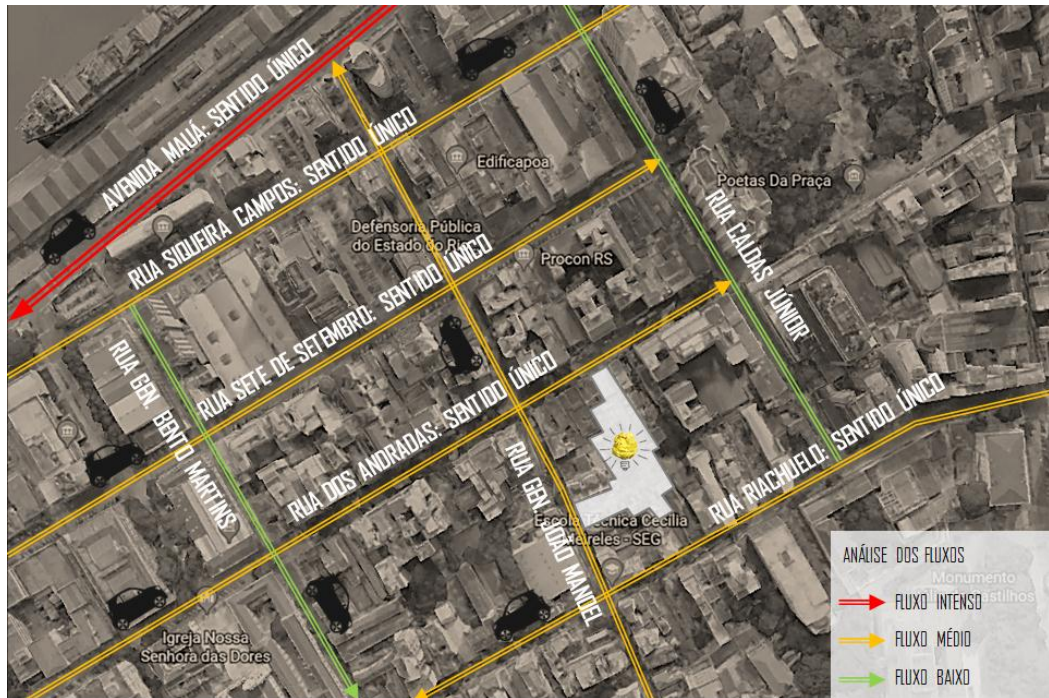 AVENIDA MAUÁ: SENTIDO ÚNICO
RUA SIQUEIRA CAMPOS: SENTIDO ÚNICO
Edificapoa
Poetas Da Praça
Defensoria Pública
do Estado do Rio
Procon RS
RUA CALDAS JÚNIOR
RUA SETE DE SETEMBRO: SENTIDO ÚNICO
RUA GEN. BENTO MARTINS
RUA DOS ANDRADAS: SENTIDO ÚNICO
RUA GEN. JOÃO MANOEL
RUA RIACHUELO: SENTIDO ÚNICO
Escola Técnica Cecília
Meireles - SEG
Igreja Nossa
Senhora das Dores
ANÁLISE DOS FLUXOS
Monumento
FLUXO INTENSO
FLUXO MÉDIO
FLUXO BAIXO